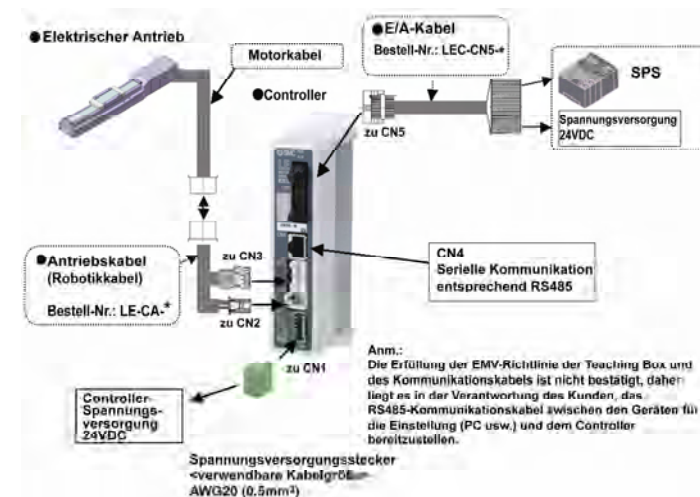 ●Elektrischer Antrieb
Motorkabel
●E/A-Kabel
Bestell-Nr.: LEC-CN5-*
SPS
Spannungsversorgung
24VDC
●Controller
zu CN5
●Antriebskabel
(Robotikkabel)
Bestell-Nr.: LE-CA-*
zu CN3
zu CN2
zu CN1
CN4
Serielle Kommunikation
entsprechend RS485
Controller-
Spannungs-
versorgung
24VDC
Anm.:
Die Erfüllung der EMV-Richtlinie der Teaching Box und
des Kommunikationskabels ist nicht bestätigt, daher
liegt es in der Verantwortung des Kunden, das
RS485-Kommunikationskabel zwischen den Geräten für
die Einstellung (PC usw.) und dem Controller
bereitzustellen.
Spannungsversorgungsstecker
<verwendbare
AWG20 (0.5mm²)